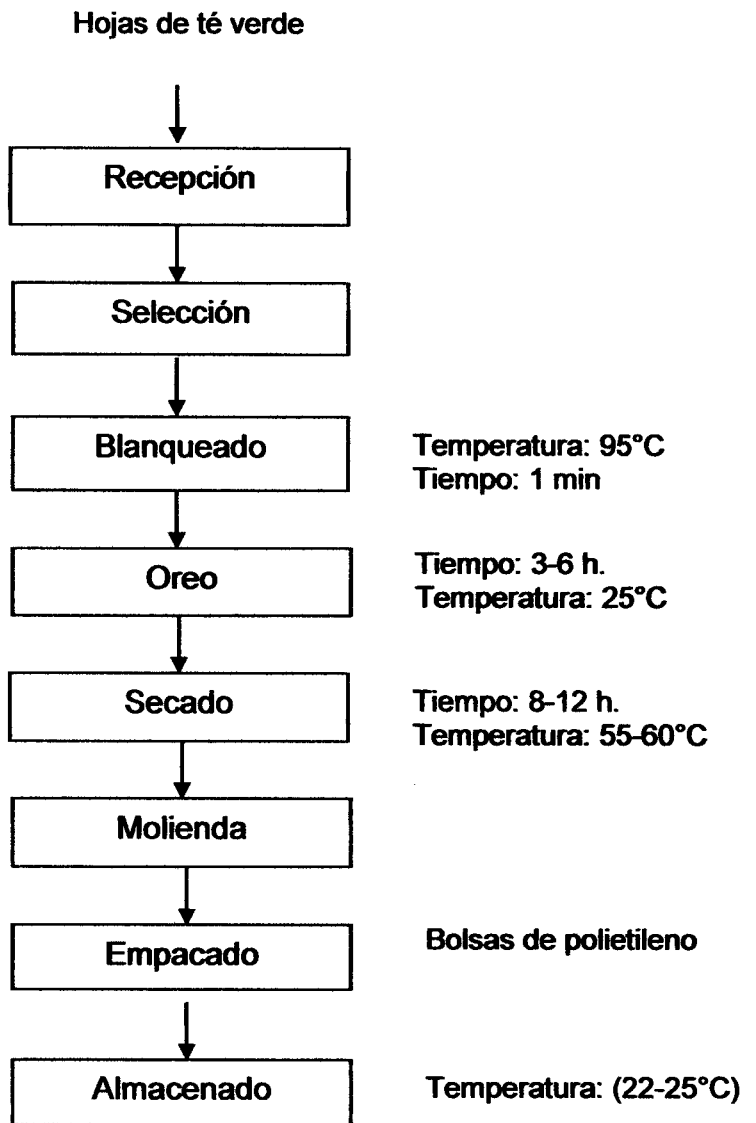 Hojas de té verde
Recepción
Selección
Blanqueado
Temperatura: 95°C
Tiempo: 1 min
Oreo
Tiempo: 3-6 h.
Temperatura: 25°C
Secado
Tiempo: 8-12 h.
Temperatura: 55-60°C
Molienda
Empacado
Bolsas de polietileno
Almacenado
Temperatura: (22-25°C)